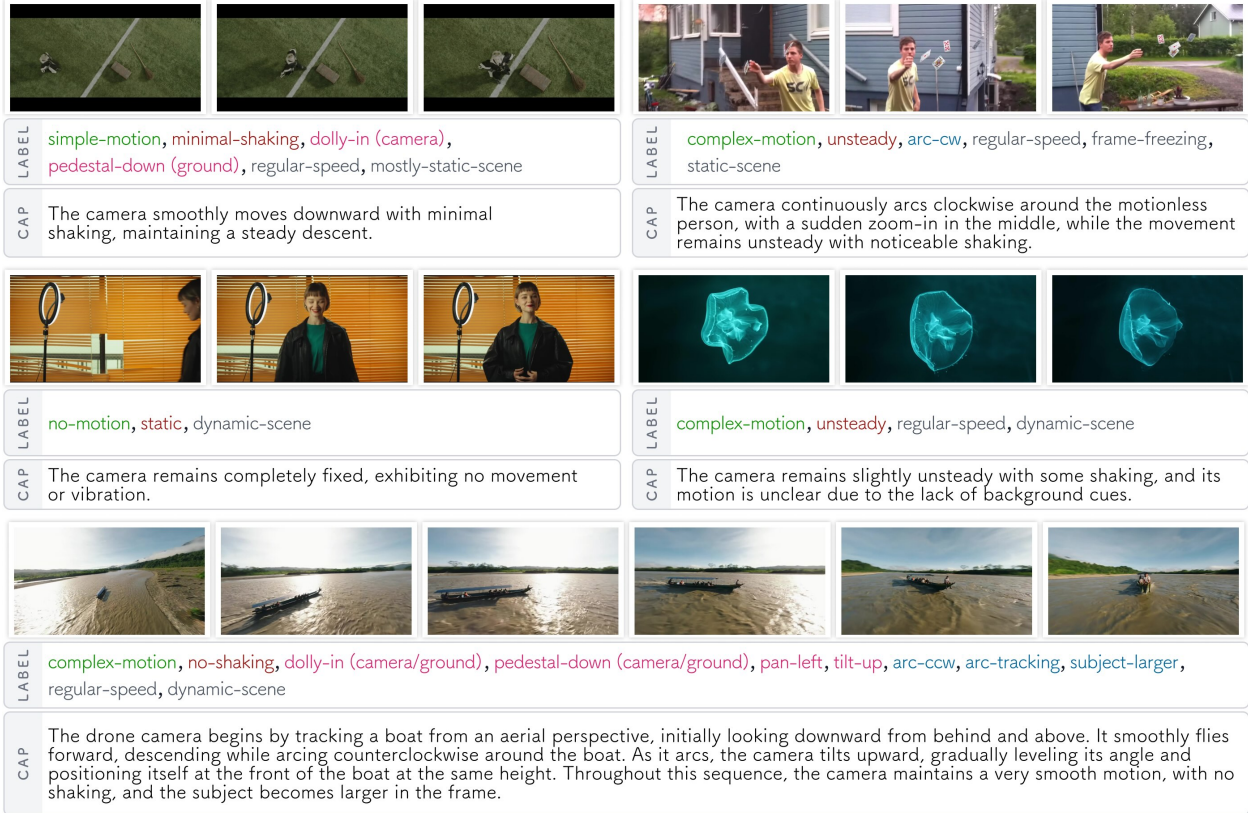 LABEL
simple-motion, minimal-shaking, dolly-in (camera),
pedestal-down (ground), regular-speed, mostly-static-scene
CAP
The camera smoothly moves downward with minimal
shaking, maintaining a steady descent.
SC
LABEL
complex-motion, unsteady, arc-cw, regular-speed, frame-freezing,
static-scene
CAP
The camera continuously arcs clockwise around the motionless
person, with a sudden zoom-in in the middle, while the movement
remains unsteady with noticeable shaking.
LABEL
no-motion, static, dynamic-scene
CAP
The camera remains completely fixed, exhibiting no movement
or vibration.
LABEL
complex-motion, unsteady, regular-speed, dynamic-scene
CAP
The camera remains slightly unsteady with some shaking, and its
motion is unclear due to the lack of background cues.
LABEL
complex-motion, no-shaking, dolly-in (camera/ground), pedestal-down (camera/ground), pan-left, tilt-up, arc-ccw, arc-tracking, subject-larger,
regular-speed, dynamic-scene
CAP
The drone camera begins by tracking a boat from an aerial perspective, initially looking downward from behind and above. It smoothly flies
forward, descending while arcing counterclockwise around the boat. As it arcs, the camera tilts upward, gradually leveling its angle and
positioning itself at the front of the boat at the same height. Throughout this sequence, the camera maintains a very smooth motion, with no
shaking, and the subject becomes larger in the frame.